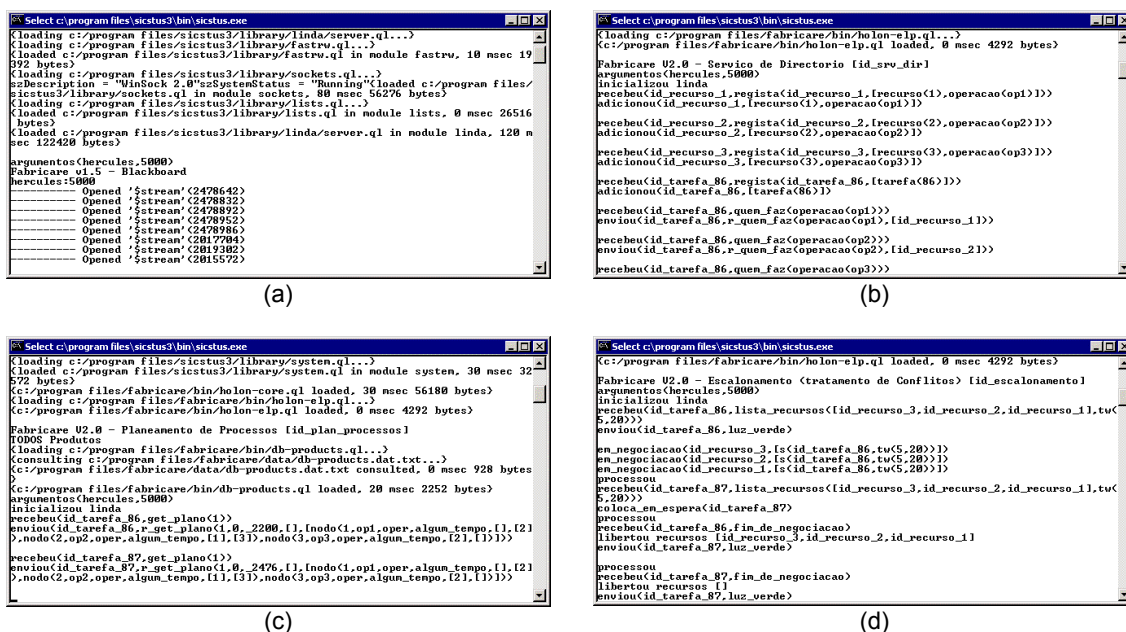 Select c:\program files\sicstus3\bin\sicstus.exe
{loading c:/program files/sicstus3/library/linda/server.ql...}
{loading c:/program files/sicstus3/library/fastrw.ql...}
{loaded c:/program files/sicstus3/library/fastrw.ql in module fastrw, 10 msec 19
392 bytes}
{loading c:/program files/sicstus3/library/sockets.ql...}
szDescription = "WinSock 2.0"szSystemStatus = "Running"{loaded c:/program files/
sicstus3/library/sockets.ql in module sockets, 80 msec 56276 bytes}
{loading c:/program files/sicstus3/library/lists.ql...}
{loaded c:/program files/sicstus3/library/lists.ql in module lists, 0 msec 26516
 bytes}
{loaded c:/program files/sicstus3/library/linda/server.ql in module linda, 120 m
sec 122420 bytes}
argumentos(hercules,5000)
Fabricare v1.5 - Blackboard
hercules:5000
---------- Opened '$stream'(2478642)
---------- Opened '$stream'(2478832)
---------- Opened '$stream'(2478892)
---------- Opened '$stream'(2478952)
---------- Opened '$stream'(2478986)
---------- Opened '$stream'(2017704)
---------- Opened '$stream'(2019302)
---------- Opened '$stream'(2015572)
(a)
Select c:\program files\sicstus3\bin\sicstus.exe
{loading c:/program files/fabricare/bin/holon-elp.ql...}
{c:/program files/fabricare/bin/holon-elp.ql loaded, 0 msec 4292 bytes}
Fabricare V2.0 - Servico de Directorio [id_srv_dir]
argumentos(hercules,5000)
inicializou linda
recebeu(id_recurso_1,regista(id_recurso_1,[recurso(1),operacao(op1)]))
adicionou(id_recurso_1,[recurso(1),operacao(op1)])
recebeu(id_recurso_2,regista(id_recurso_2,[recurso(2),operacao(op2)]))
adicionou(id_recurso_2,[recurso(2),operacao(op2)])
recebeu(id_recurso_3,regista(id_recurso_3,[recurso(3),operacao(op3)]))
adicionou(id_recurso_3,[recurso(3),operacao(op3)])
recebeu(id_tarefa_86,regista(id_tarefa_86,[tarefa(86)]))
adicionou(id_tarefa_86,[tarefa(86)])
recebeu(id_tarefa_86,quem_faz(operacao(op1)))
enviou(id_tarefa_86,r_quem_faz(operacao(op1),[id_recurso_1]))
recebeu(id_tarefa_86,quem_faz(operacao(op2)))
enviou(id_tarefa_86,r_quem_faz(operacao(op2),[id_recurso_2]))
recebeu(id_tarefa_86,quem_faz(operacao(op3)))
(b)
Select c:\program files\sicstus3\bin\sicstus.exe
{loading c:/program files/sicstus3/library/system.ql...}
{loaded c:/program files/sicstus3/library/system.ql in module system, 30 msec 32
572 bytes}
{c:/program files/fabricare/bin/holon-core.ql loaded, 30 msec 56180 bytes}
{loading c:/program files/fabricare/bin/holon-elp.ql...}
{c:/program files/fabricare/bin/holon-elp.ql loaded, 0 msec 4292 bytes}
Fabricare V2.0 - Planeamento de Processos [id_plan_processos]
TODOS Produtos
{loading c:/program files/fabricare/bin/db-products.ql...}
{consulting c:/program files/fabricare/data/db-products.dat.txt...}
{c:/program files/fabricare/data/db-products.dat.txt consulted, 0 msec 928 bytes
}
{c:/program files/fabricare/bin/db-products.ql loaded, 20 msec 2252 bytes}
argumentos(hercules,5000)
inicializou linda
recebeu(id_tarefa_86,get_plano(1))
enviou(id_tarefa_86,r_get_plano(1,0,_2200,[],[nodo(1,op1,oper,algum_tempo,[],[2]
),nodo(2,op2,oper,algum_tempo,[1],[3]),nodo(3,op3,oper,algum_tempo,[2],[])]))
recebeu(id_tarefa_87,get_plano(1))
enviou(id_tarefa_87,r_get_plano(1,0,_2476,[],[nodo(1,op1,oper,algum_tempo,[],[2]
),nodo(2,op2,oper,algum_tempo,[1],[3]),nodo(3,op3,oper,algum_tempo,[2],[])]))
(c)
Select c:\program files\sicstus3\bin\sicstus.exe
{c:/program files/fabricare/bin/holon-elp.ql loaded, 0 msec 4292 bytes}
Fabricare V2.0 - Escalonamento (tratamento de Conflitos) [id_escalonamento]
argumentos(hercules,5000)
inicializou linda
recebeu(id_tarefa_86,lista_recursos([id_recurso_3,id_recurso_2,id_recurso_1],tw(
5,20)))
enviou(id_tarefa_86,luz_verde)
em_negociacao(id_recurso_3,[s(id_tarefa_86,tw(5,20))])
em_negociacao(id_recurso_2,[s(id_tarefa_86,tw(5,20))])
em_negociacao(id_recurso_1,[s(id_tarefa_86,tw(5,20))])
processou
recebeu(id_tarefa_87,lista_recursos([id_recurso_3,id_recurso_2,id_recurso_1],tw(
5,20)))
coloca_em_espera(id_tarefa_87)
processou
recebeu(id_tarefa_86,fim_de_negociacao)
libertou recursos [id_recurso_3,id_recurso_2,id_recurso_1]
enviou(id_tarefa_87,luz_verde)
processou
recebeu(id_tarefa_87,fim_de_negociacao)
libertou recursos []
enviou(id_tarefa_87,luz_verde)
(d)